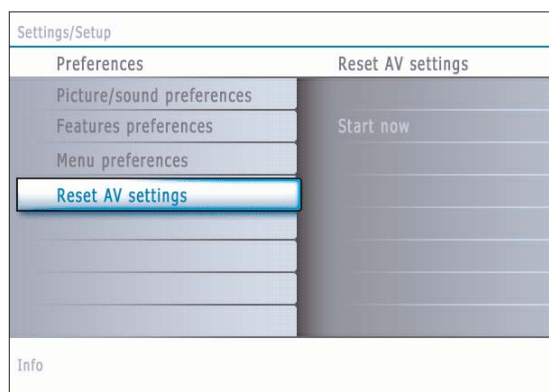 Settings/Setup
Preferences
Reset AV settings
Picture/sound preferences
Features preferences
Start now
Menu preferences
Reset AV settings
Info